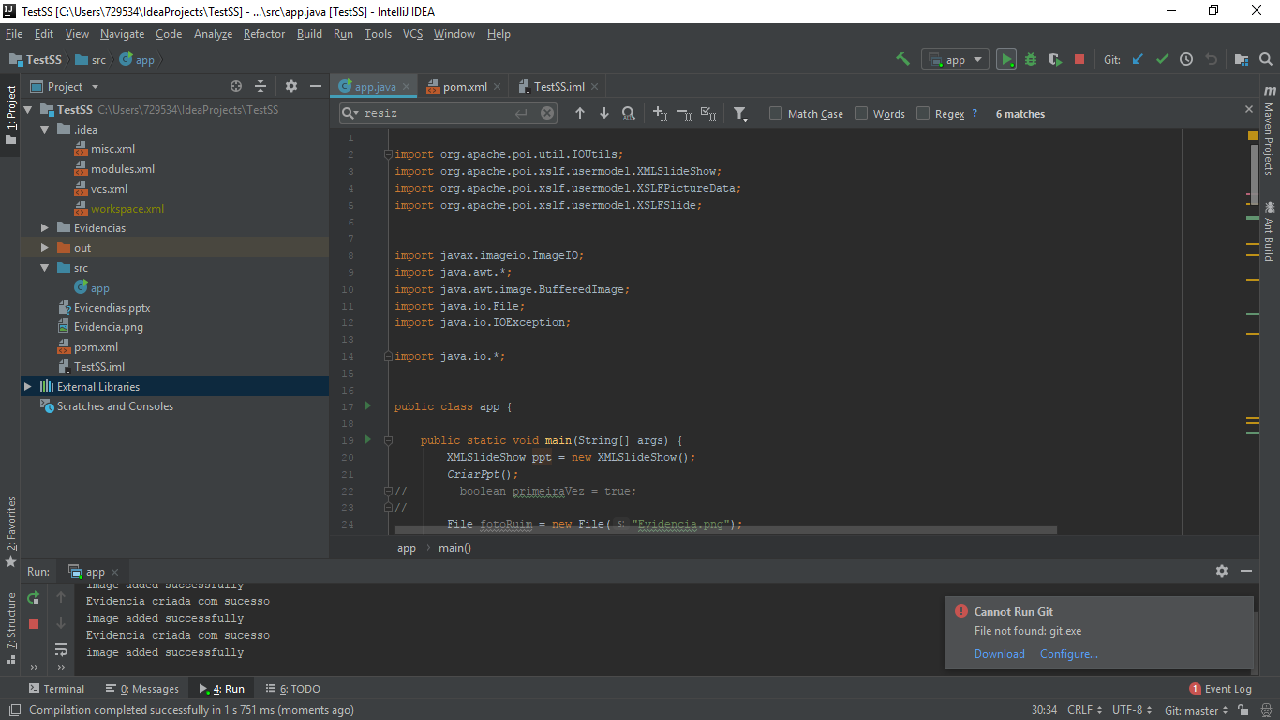 TestSS [C:\Users\729534\IdeaProjects\TestSS] - ...\src\app.java [TestSS] - IntelliJ IDEA
File Edit View Navigate Code Analyze Refactor Build Run Tools VCS Window Help
TestSS src app
app
Git:
1: Project
Project
app.java
pom.xml
TestSS.iml
resiz
Match Case
Words
Regex ?
6 matches
TestSS C:\Users\729534\IdeaProjects\TestSS
.idea
misc.xml
modules.xml
vcs.xml
workspace.xml
Evidencias
out
src
app
Evicendias.pptx
Evidencia.png
pom.xml
TestSS.iml
External Libraries
Scratches and Consoles
1
2 import org.apache.poi.util.IOUtils;
3 import org.apache.poi.xslf.usermodel.XMLSlideShow;
4 import org.apache.poi.xslf.usermodel.XSLFPictureData;
5 import org.apache.poi.xslf.usermodel.XSLFSlide;
6
7
8 import javax.imageio.ImageIO;
9 import java.awt.*;
10 import java.awt.image.BufferedImage;
11 import java.io.File;
12 import java.io.IOException;
13
14 import java.io.*;
15
16
17 public class app {
18
19 public static void main(String[] args) {
20 XMLSlideShow ppt = new XMLSlideShow();
21 CriarPpt();
22 // boolean primeiraVez = true;
23 //
24 File fotoRuim = new File( s: "Evidencia.png");
app main()
m Maven Projects
Ant Build
2: Favorites
7: Structure
Run: app
image added successfully
Evidencia criada com sucesso
image added successfully
Evidencia criada com sucesso
image added successfully
Cannot Run Git
File not found: git.exe
Download Configure...
Terminal
0: Messages
4: Run
6: TODO
1 Event Log
Compilation completed successfully in 1 s 751 ms (moments ago)
30:34 CRLF UTF-8 Git: master